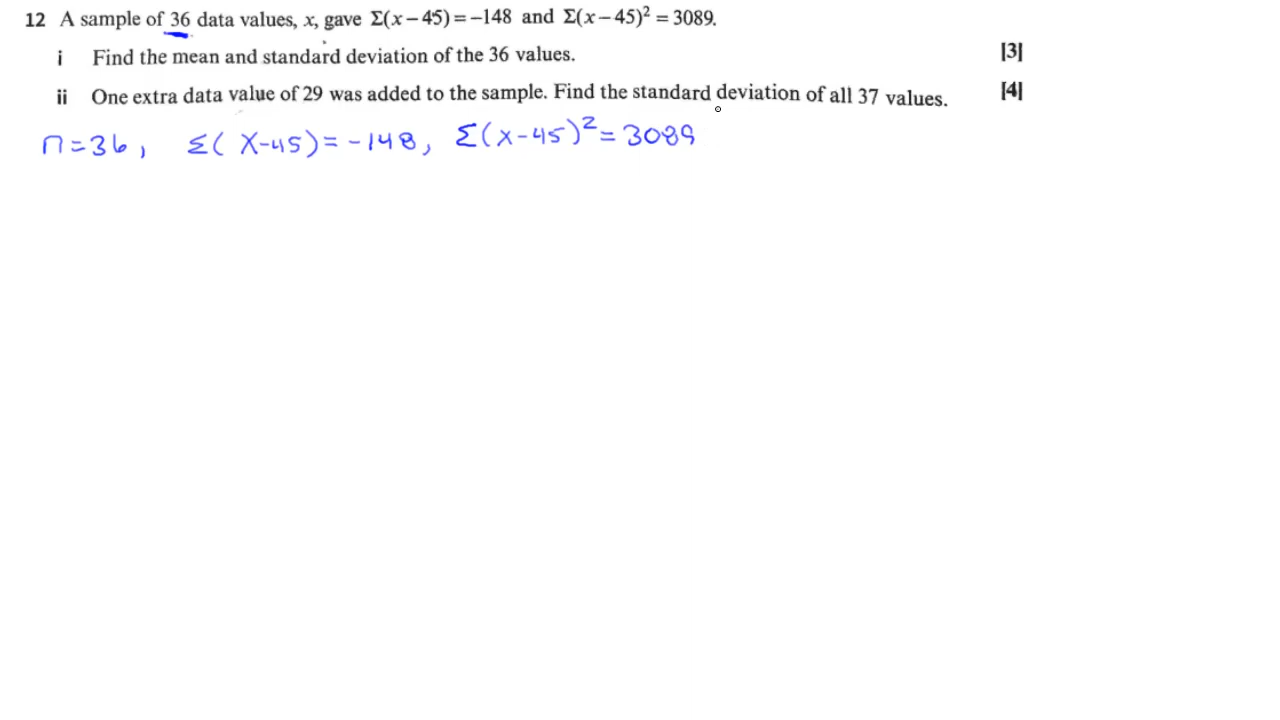 12 A sample of 36 data values, x, gave Σ(x − 45) = −148 and Σ(x − 45)² = 3089.
i Find the mean and standard deviation of the 36 values. [3]
ii One extra data value of 29 was added to the sample. Find the standard deviation of all 37 values. [4]
n = 36, Σ(x-45) = -148, Σ(x-45)² = 3089